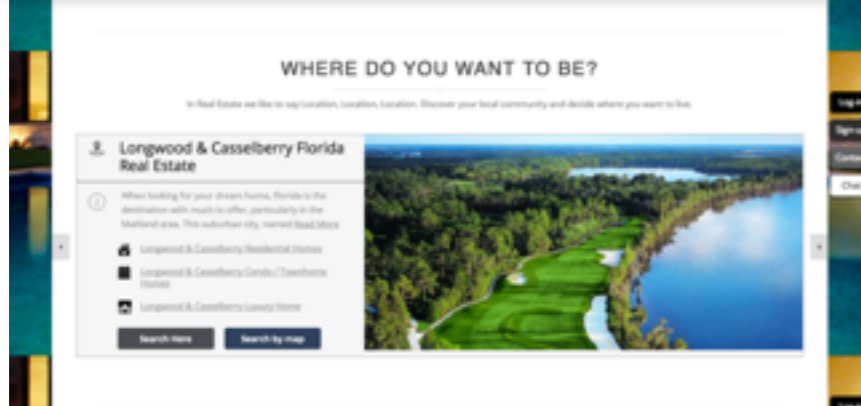 WHERE DO YOU WANT TO BE?
In Real Estate we like to say Location, Location, Location. Discover your local community and decide where you want to live.
Longwood & Casselberry Florida
Real Estate
When looking for your dream home, Florida is the
destination with much to offer, particularly in the
Maitland area. This suburban city, named Read More
Longwood & Casselberry Residential Homes
Longwood & Casselberry Condo / Townhome
Homes
Longwood & Casselberry Luxury Home
Search Here
Search by map
Chat